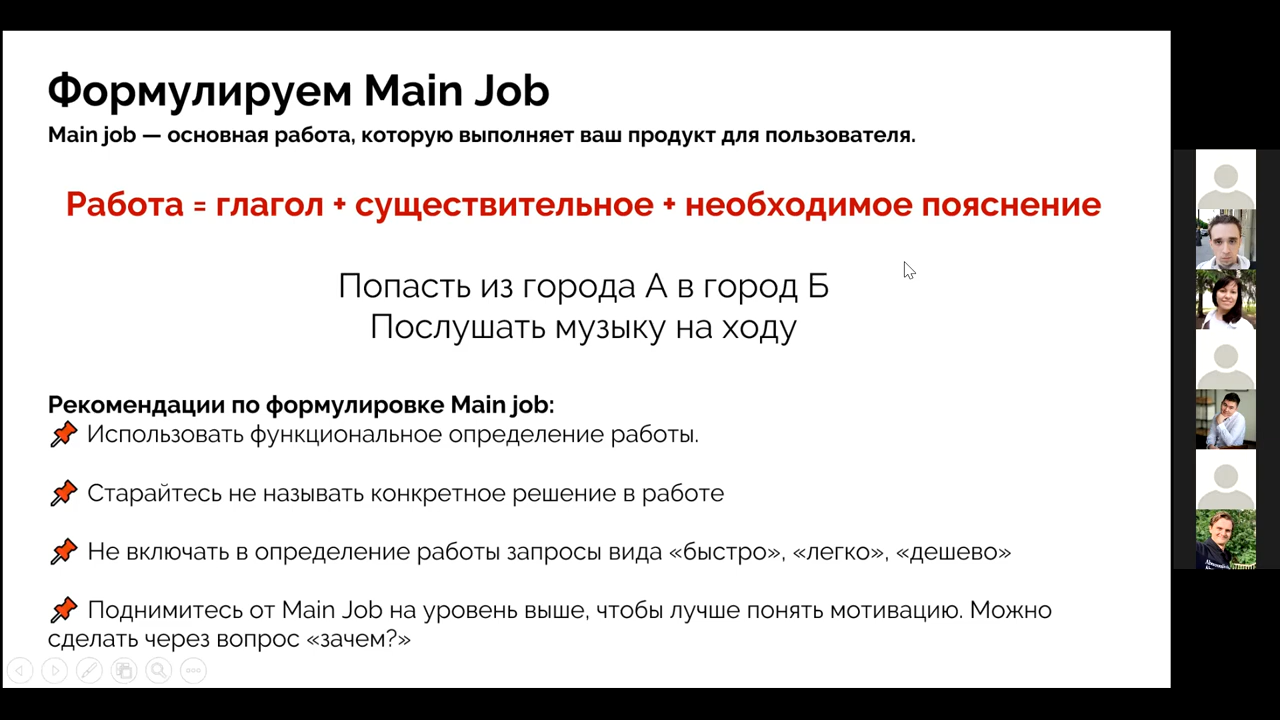 Формулируем Main Job
Main job — основная работа, которую выполняет ваш продукт для пользователя.
Работа = глагол + существительное + необходимое пояснение
Попасть из города А в город Б
Послушать музыку на ходу
Рекомендации по формулировке Main job:
Использовать функциональное определение работы.
Старайтесь не называть конкретное решение в работе
Не включать в определение работы запросы вида «быстро», «легко», «дешево»
Поднимитесь от Main Job на уровень выше, чтобы лучше понять мотивацию. Можно
сделать через вопрос «зачем?»